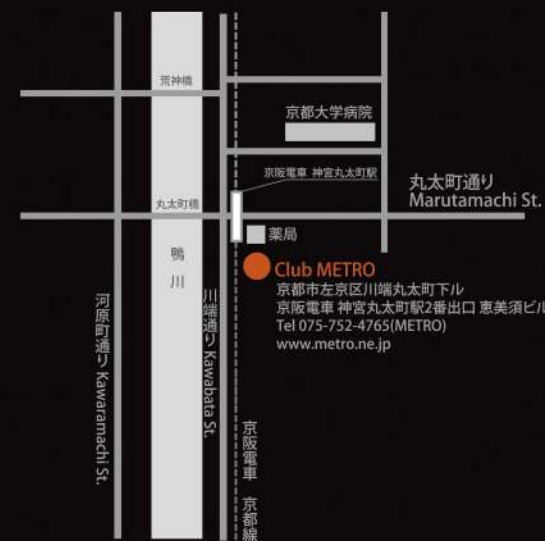 荒神橋
京都大学病院
京阪電車 神宮丸太町駅
丸太町通り
Marutamachi St.
丸太町橋
薬局
鴨川
Club METRO
京都市左京区川端丸太町下ル
京阪電車 神宮丸太町駅2番出口 恵美須ビル
Tel 075-752-4765(METRO)
www.metro.ne.jp
河原町通り Kawaramachi St.
川端通り Kawabata St.
京阪電車 京都線